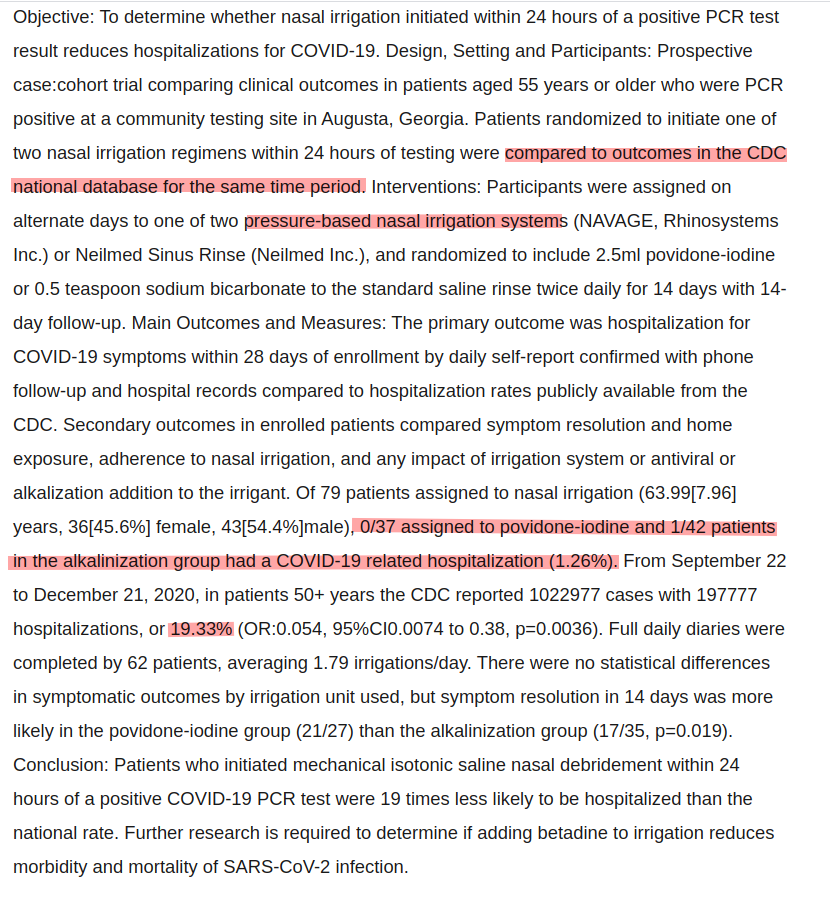 Objective: To determine whether nasal irrigation initiated within 24 hours of a positive PCR test
result reduces hospitalizations for COVID-19. Design, Setting and Participants: Prospective
case:cohort trial comparing clinical outcomes in patients aged 55 years or older who were PCR
positive at a community testing site in Augusta, Georgia. Patients randomized to initiate one of
two nasal irrigation regimens within 24 hours of testing were compared to outcomes in the CDC
national database for the same time period. Interventions: Participants were assigned on
alternate days to one of two pressure-based nasal irrigation systems (NAVAGE, Rhinosystems
Inc.) or Neilmed Sinus Rinse (Neilmed Inc.), and randomized to include 2.5ml povidone-iodine
or 0.5 teaspoon sodium bicarbonate to the standard saline rinse twice daily for 14 days with 14-
day follow-up. Main Outcomes and Measures: The primary outcome was hospitalization for
COVID-19 symptoms within 28 days of enrollment by daily self-report confirmed with phone
follow-up and hospital records compared to hospitalization rates publicly available from the
CDC. Secondary outcomes in enrolled patients compared symptom resolution and home
exposure, adherence to nasal irrigation, and any impact of irrigation system or antiviral or
alkalization addition to the irrigant. Of 79 patients assigned to nasal irrigation (63.99[7.96]
years, 36[45.6%] female, 43[54.4%]male), 0/37 assigned to povidone-iodine and 1/42 patients
in the alkalinization group had a COVID-19 related hospitalization (1.26%). From September 22
to December 21, 2020, in patients 50+ years the CDC reported 1022977 cases with 197777
hospitalizations, or 19.33% (OR:0.054, 95%CI0.0074 to 0.38, p=0.0036). Full daily diaries were
completed by 62 patients, averaging 1.79 irrigations/day. There were no statistical differences
in symptomatic outcomes by irrigation unit used, but symptom resolution in 14 days was more
likely in the povidone-iodine group (21/27) than the alkalinization group (17/35, p=0.019).
Conclusion: Patients who initiated mechanical isotonic saline nasal debridement within 24
hours of a positive COVID-19 PCR test were 19 times less likely to be hospitalized than the
national rate. Further research is required to determine if adding betadine to irrigation reduces
morbidity and mortality of SARS-CoV-2 infection.